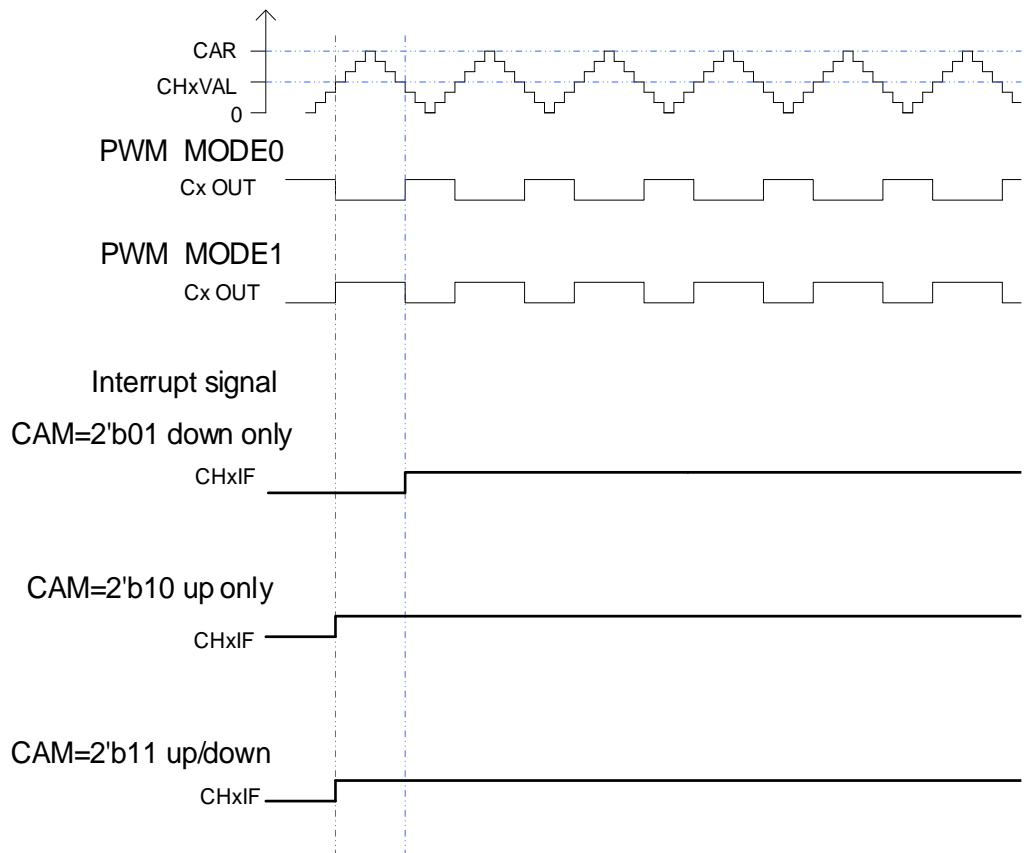 CAR
CHxVAL
0
PWM MODE0
Cx OUT
PWM MODE1
Cx OUT
Interrupt signal
CAM=2'b01 down only
CHxIF
CAM=2'b10 up only
CHxIF
CAM=2'b11 up/down
CHxIF